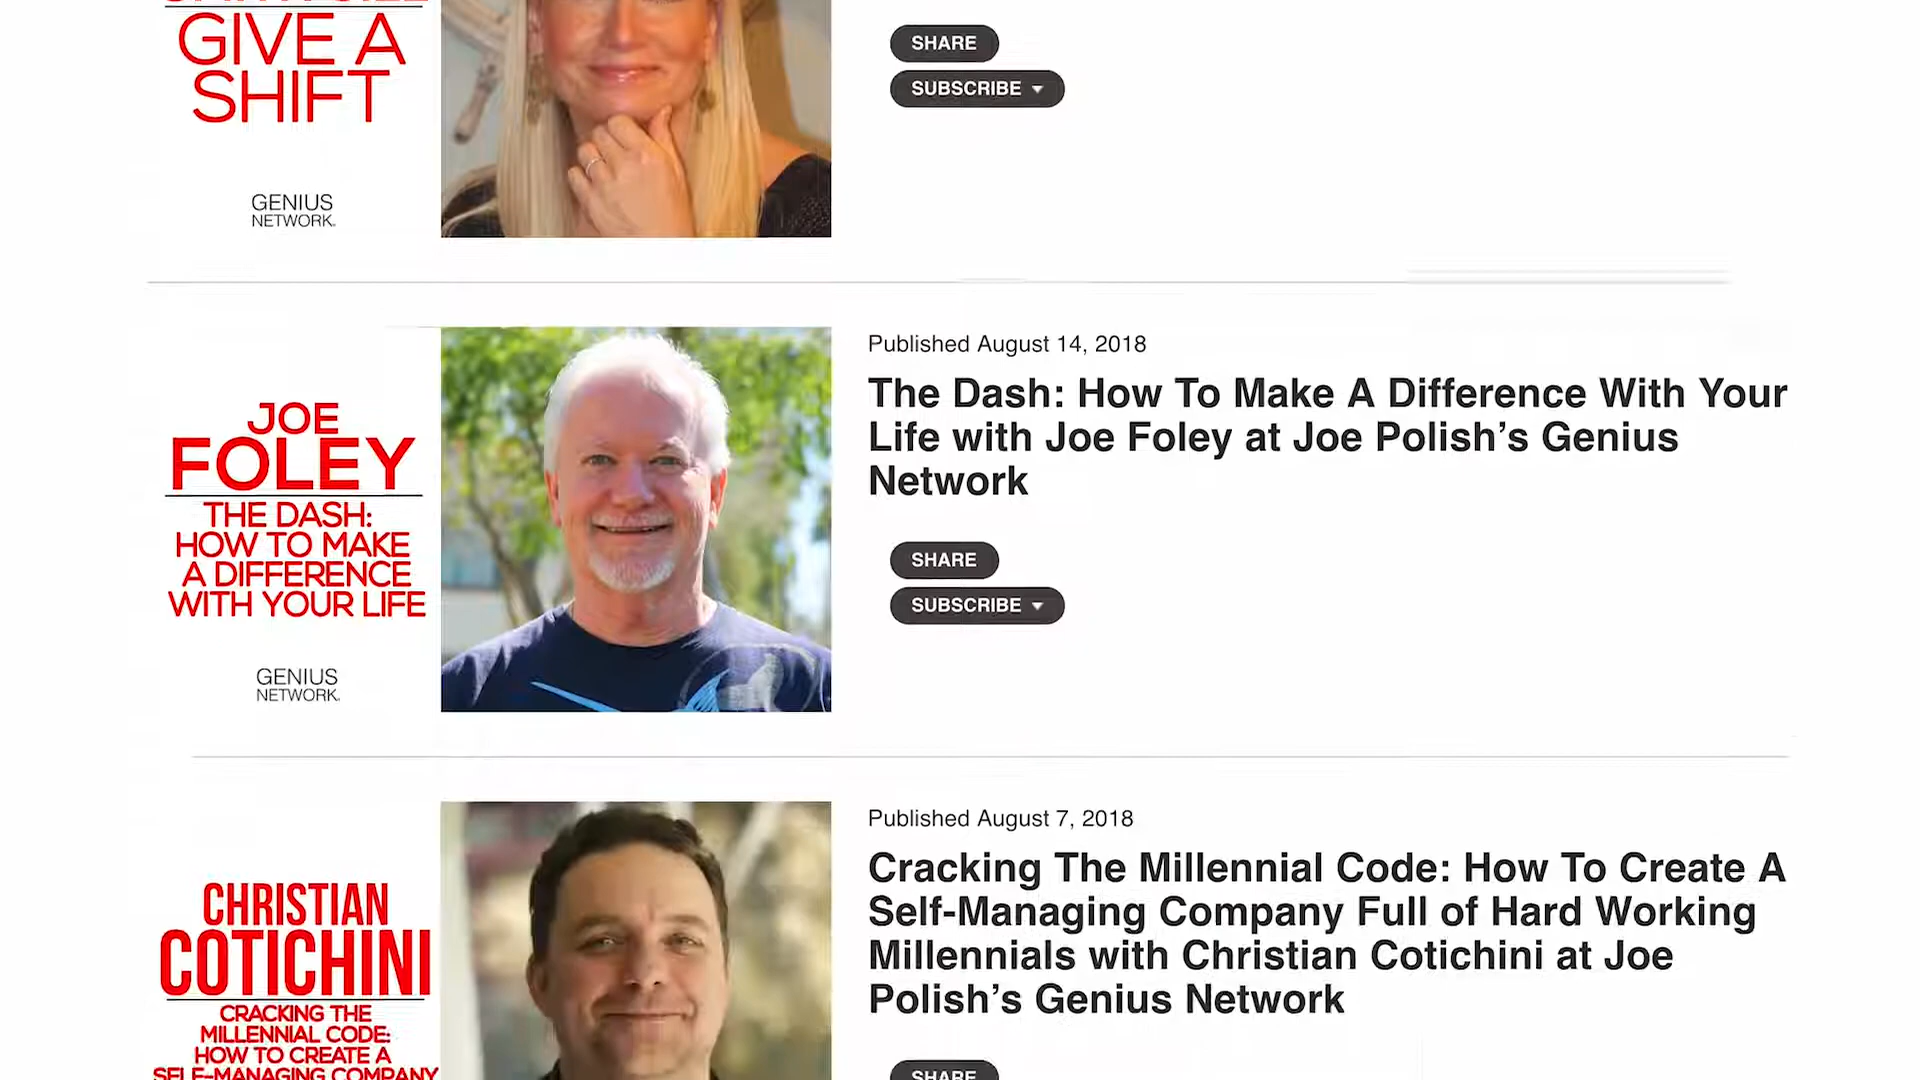 GIVE A
SHIFT
GENIUS
NETWORK.
SHARE
SUBSCRIBE
JOE
FOLEY
THE DASH:
HOW TO MAKE
A DIFFERENCE
WITH YOUR LIFE
GENIUS
NETWORK.
Published August 14, 2018
The Dash: How To Make A Difference With Your
Life with Joe Foley at Joe Polish’s Genius
Network
SHARE
SUBSCRIBE
CHRISTIAN
COTICHINI
CRACKING THE
MILLENNIAL CODE:
HOW TO CREATE A
SELF-MANAGING COMPANY
Published August 7, 2018
Cracking The Millennial Code: How To Create A
Self-Managing Company Full of Hard Working
Millennials with Christian Cotichini at Joe
Polish’s Genius Network
SHARE